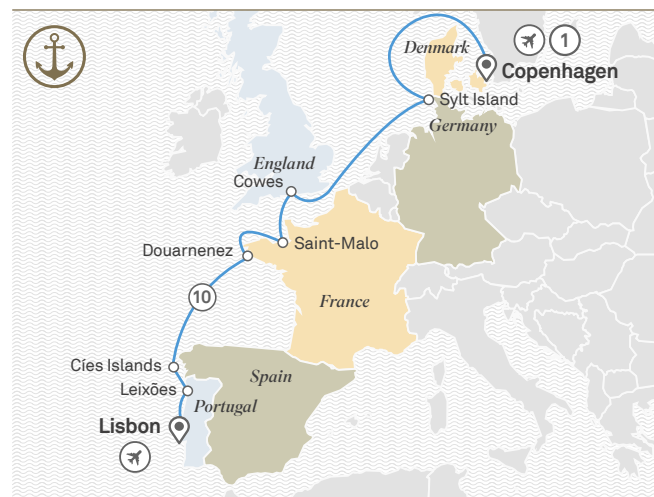 Denmark
1
Copenhagen
Sylt Island
Germany
England
Cowes
Saint-Malo
Douarnenez
10
France
Cíes Islands
Spain
Leixões
Portugal
Lisbon